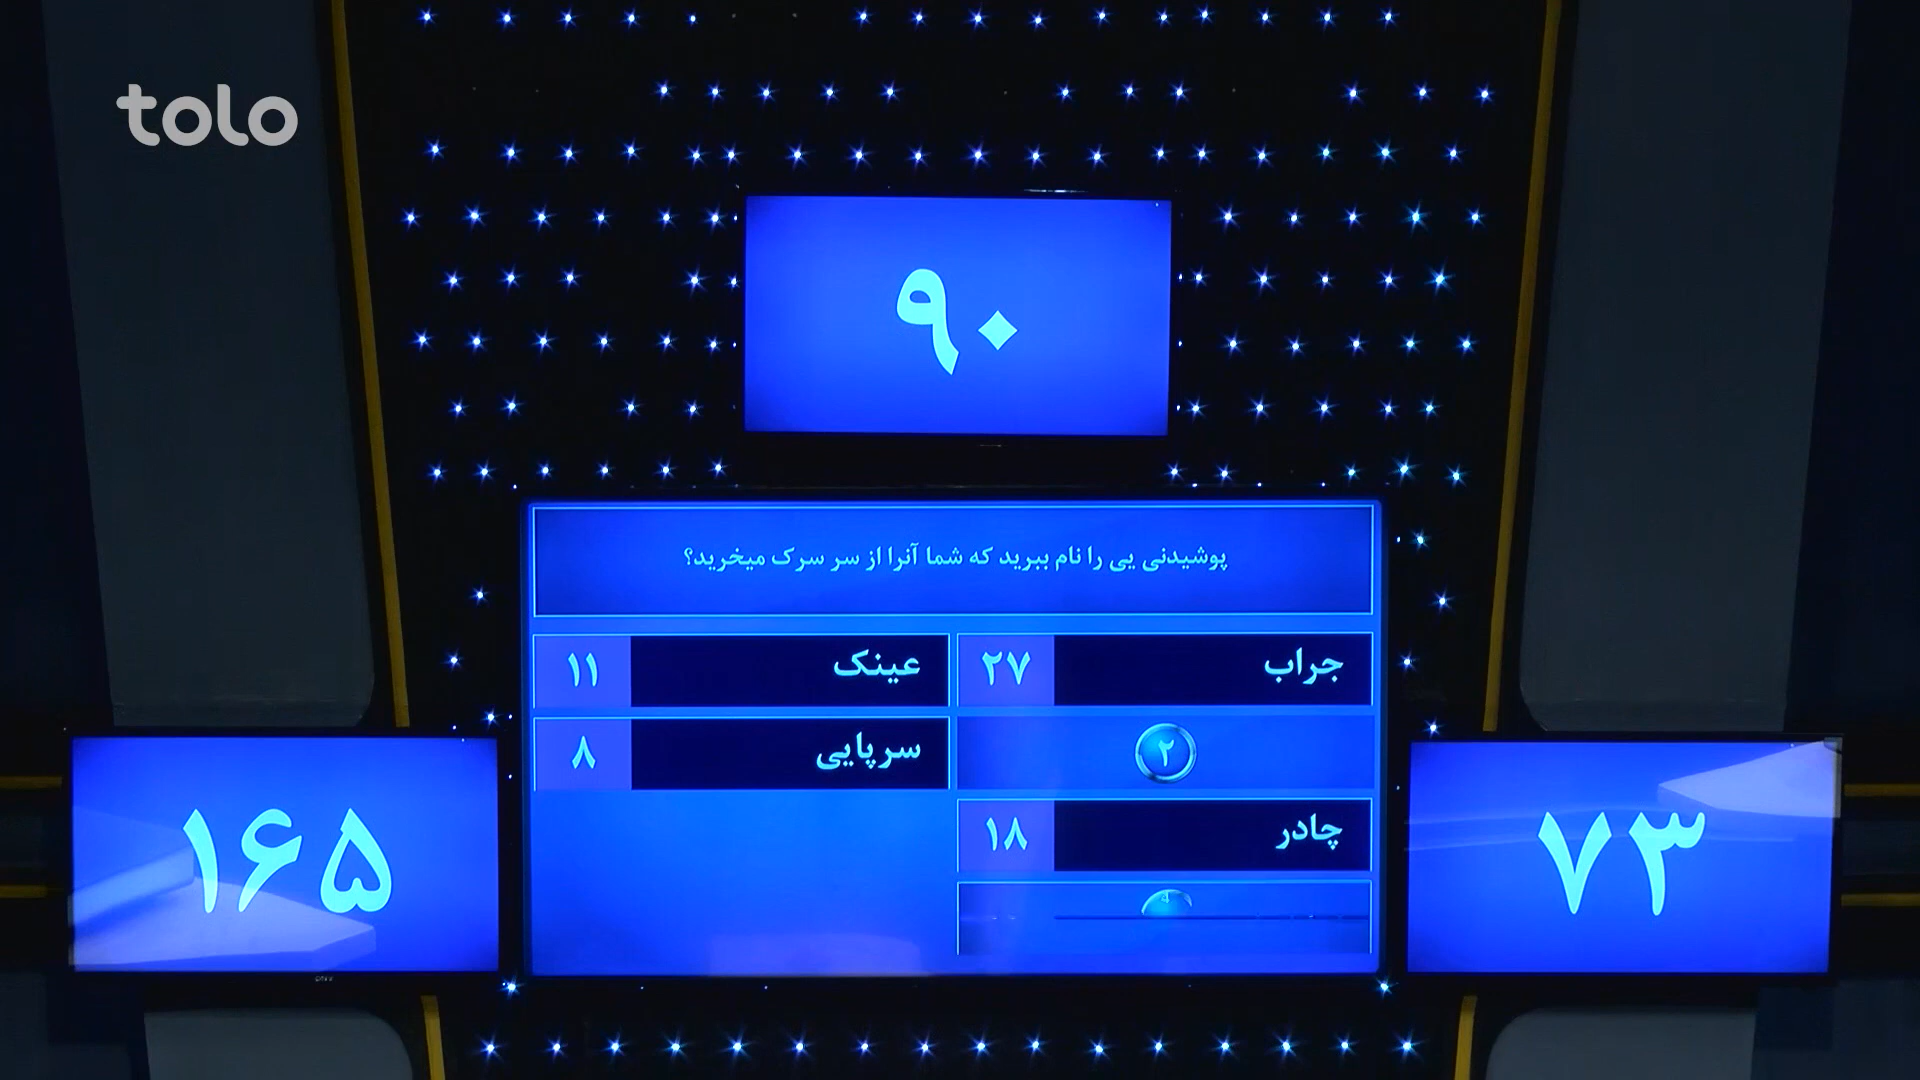 tolo
۹۰
پوشیدنی یی را نام ببرید که شما آنرا از سر سرک میخرید؟
جراب ۲۷
عینک ۱۱
۲
سرپایی ۸
چادر ۱۸
۱۶۵
۷۳